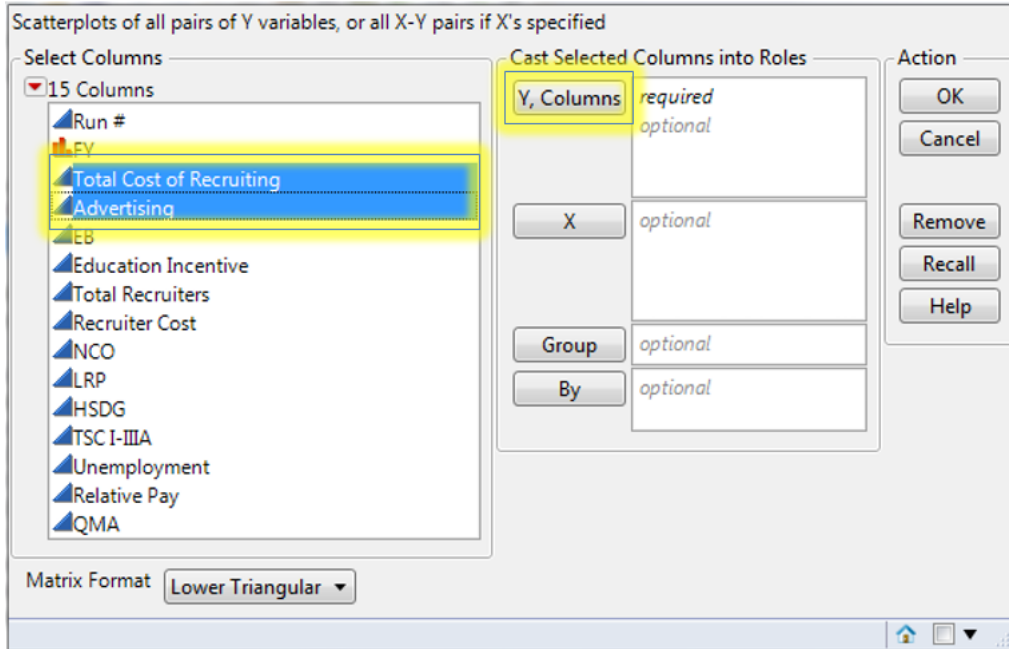 Scatterplots of all pairs of Y variables, or all X-Y pairs if X's specified
Select Columns
15 Columns
Run #
FY
Total Cost of Recruiting
Advertising
EB
Education Incentive
Total Recruiters
Recruiter Cost
NCO
LRP
HSDG
TSC I-IIIA
Unemployment
Relative Pay
QMA
Matrix Format Lower Triangular
Cast Selected Columns into Roles
Y, Columns required
optional
X optional
Group optional
By optional
Action
OK
Cancel
Remove
Recall
Help